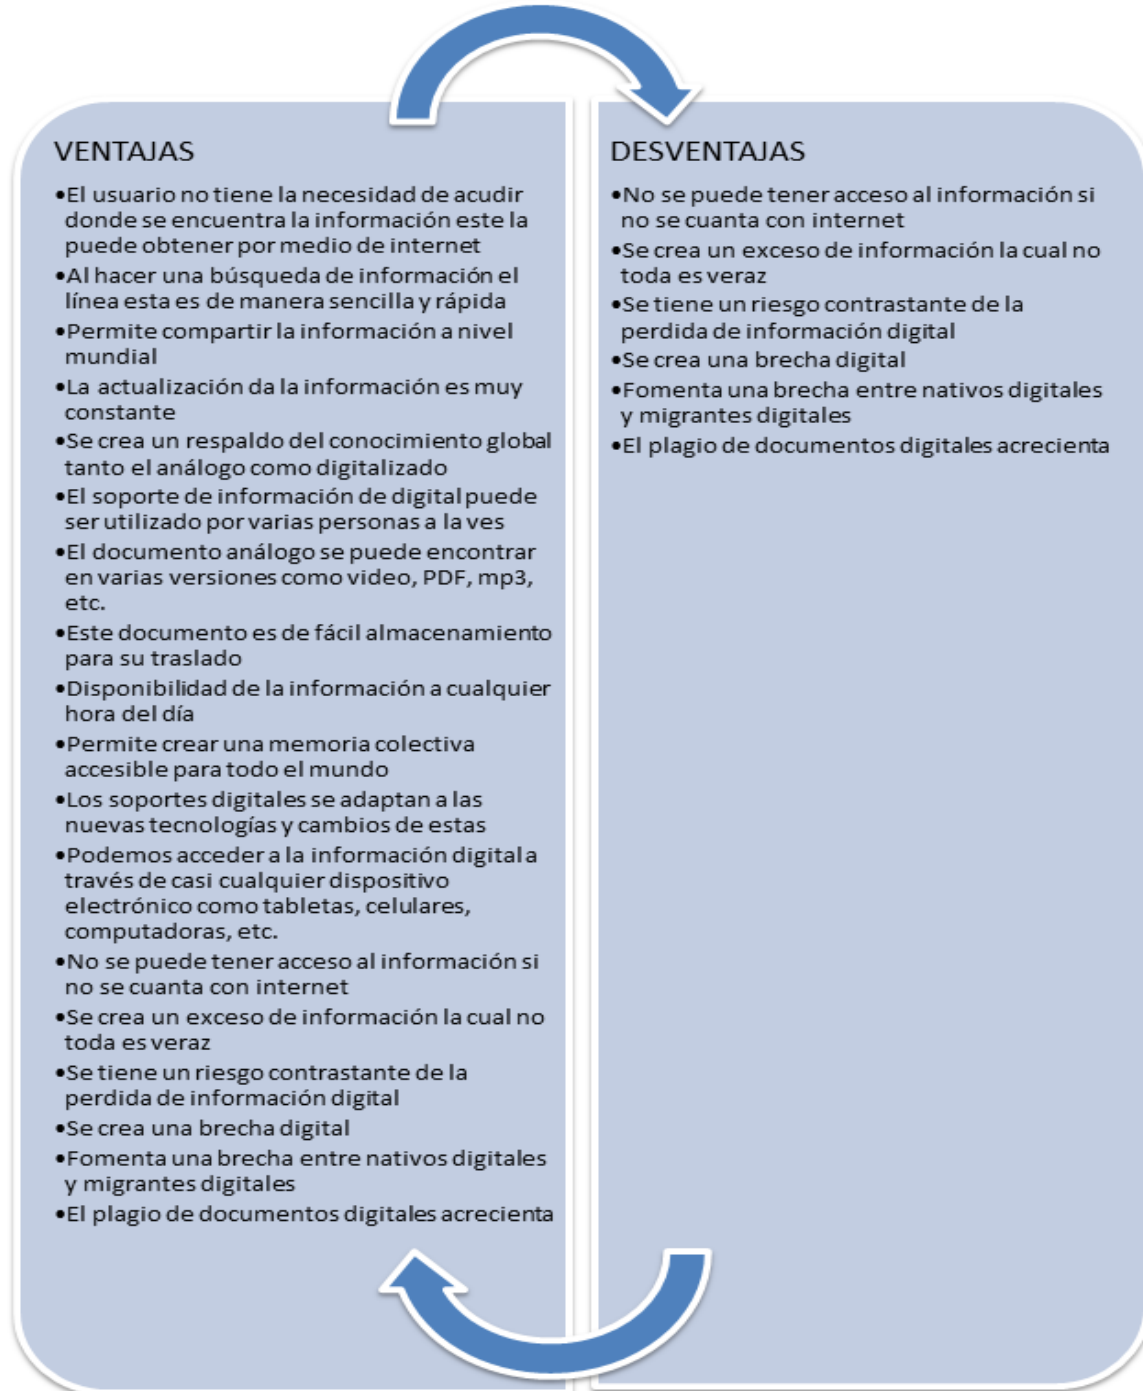 VENTAJAS
•El usuario no tiene la necesidad de acudir
donde se encuentra la información este la
puede obtener por medio de internet
•Al hacer una búsqueda de información el
línea esta es de manera sencilla y rápida
•Permite compartir la información a nivel
mundial
•La actualización da la información es muy
constante
•Se crea un respaldo del conocimiento global
tanto el análogo como digitalizado
•El soporte de información de digital puede
ser utilizado por varias personas a la ves
•El documento análogo se puede encontrar
en varias versiones como video, PDF, mp3,
etc.
•Este documento es de fácil almacenamiento
para su traslado
•Disponibilidad de la información a cualquier
hora del día
•Permite crear una memoria colectiva
accesible para todo el mundo
•Los soportes digitales se adaptan a las
nuevas tecnologías y cambios de estas
•Podemos acceder a la información digital a
través de casi cualquier dispositivo
electrónico como tabletas, celulares,
computadoras, etc.
•No se puede tener acceso al información si
no se cuanta con internet
•Se crea un exceso de información la cual no
toda es veraz
•Se tiene un riesgo contrastante de la
perdida de información digital
•Se crea una brecha digital
•Fomenta una brecha entre nativos digitales
y migrantes digitales
•El plagio de documentos digitales acrecienta
DESVENTAJAS
•No se puede tener acceso al información si
no se cuanta con internet
•Se crea un exceso de información la cual no
toda es veraz
•Se tiene un riesgo contrastante de la
perdida de información digital
•Se crea una brecha digital
•Fomenta una brecha entre nativos digitales
y migrantes digitales
•El plagio de documentos digitales acrecienta